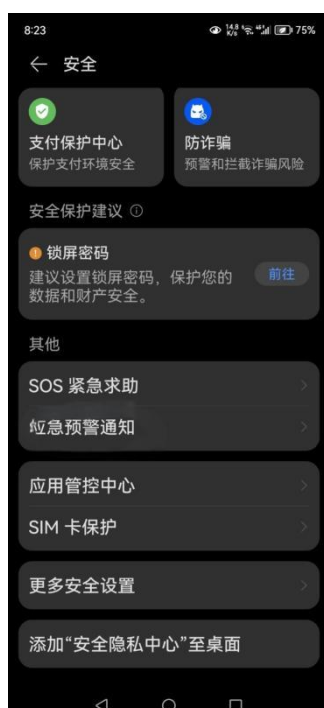 8:23
14.8 K/s
75%
安全
支付保护中心
保护支付环境安全
防诈骗
预警和拦截诈骗风险
安全保护建议
锁屏密码
建议设置锁屏密码，保护您的
数据和财产安全。
前往
其他
SOS 紧急求助
应急预警通知
应用管控中心
SIM 卡保护
更多安全设置
添加“安全隐私中心”至桌面